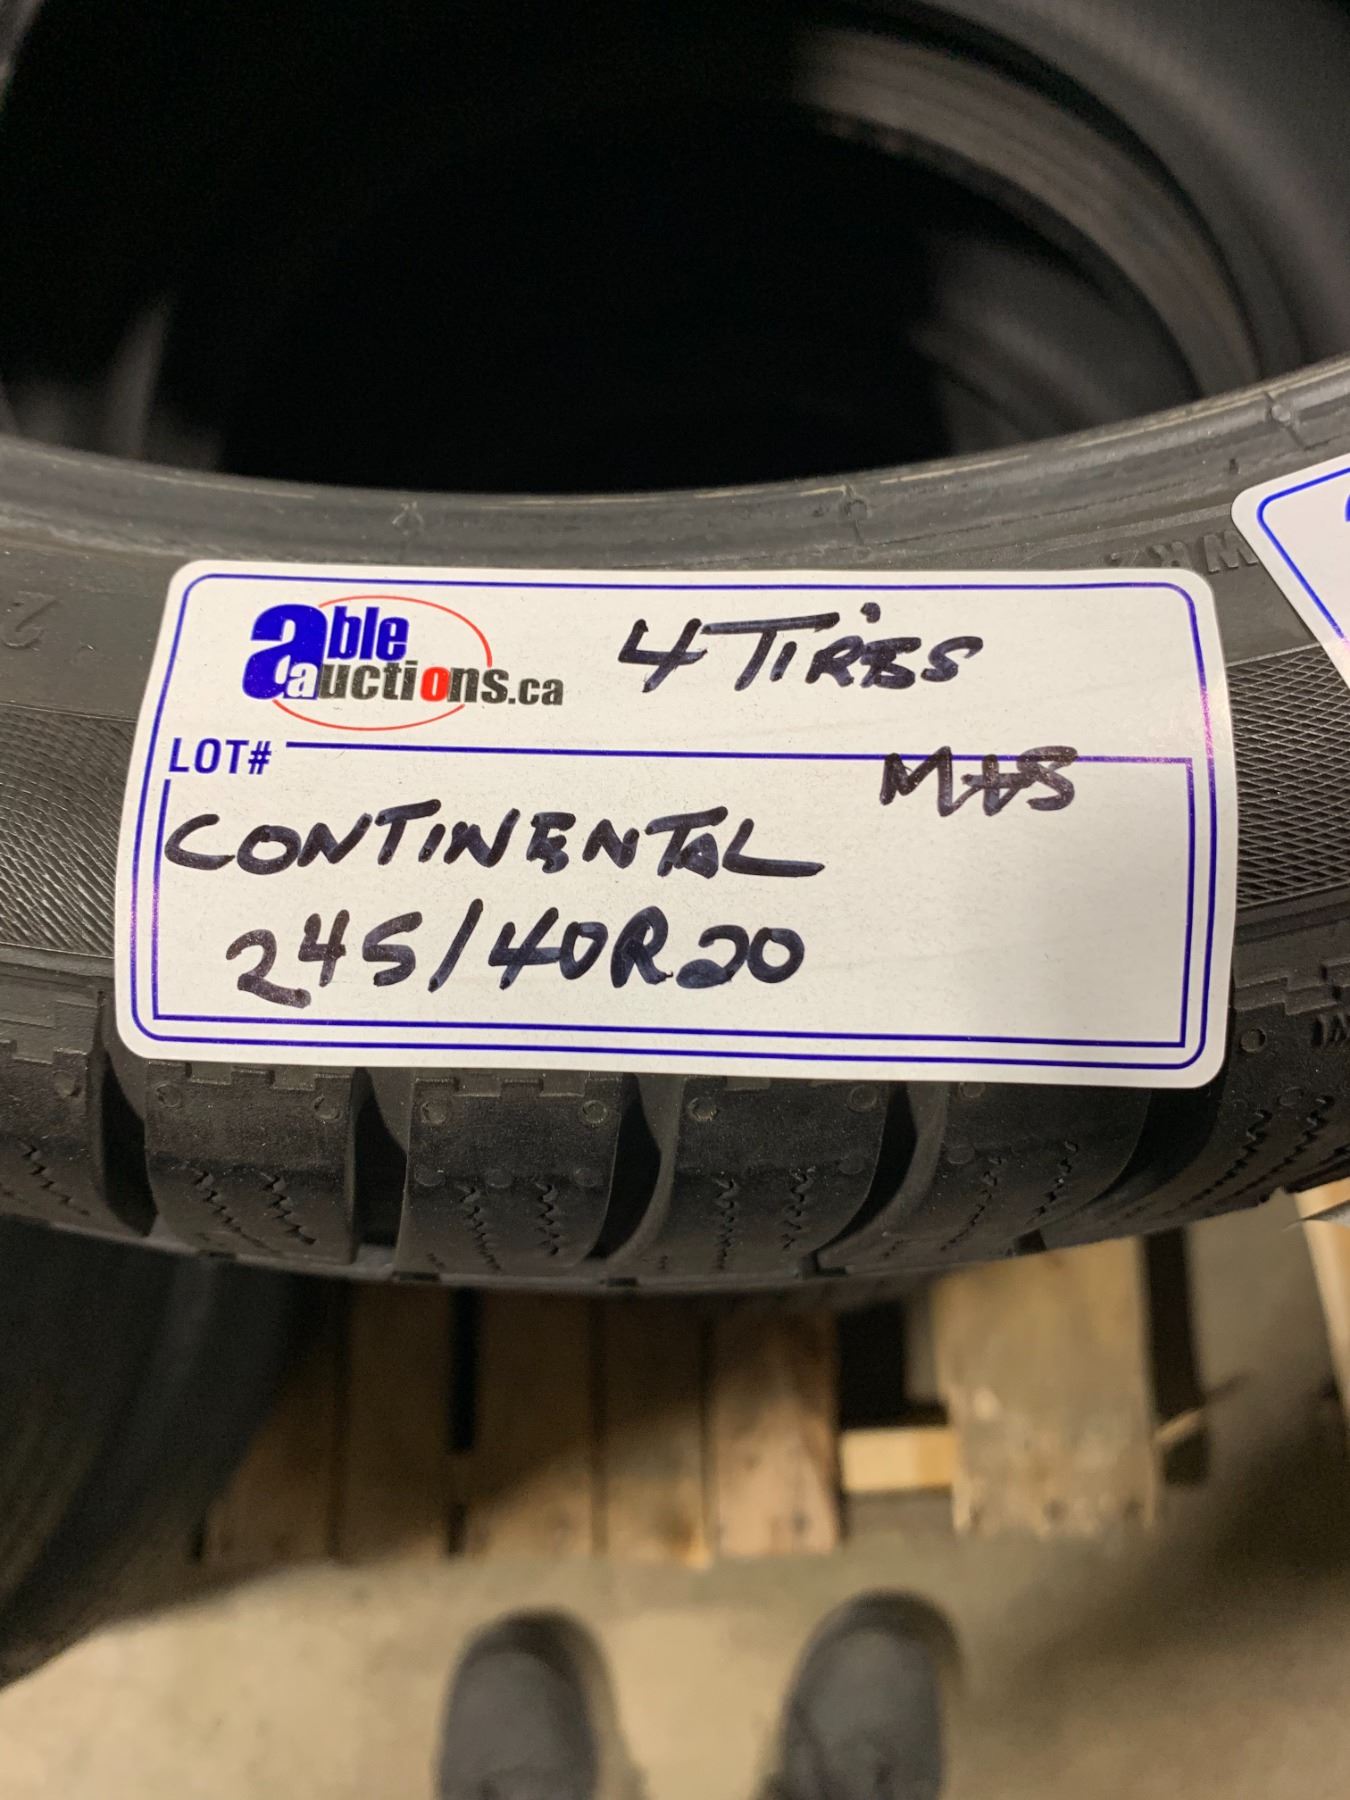 able auctions.ca
4 TIRES
LOT#
M+S
CONTINENTAL
245/40R20